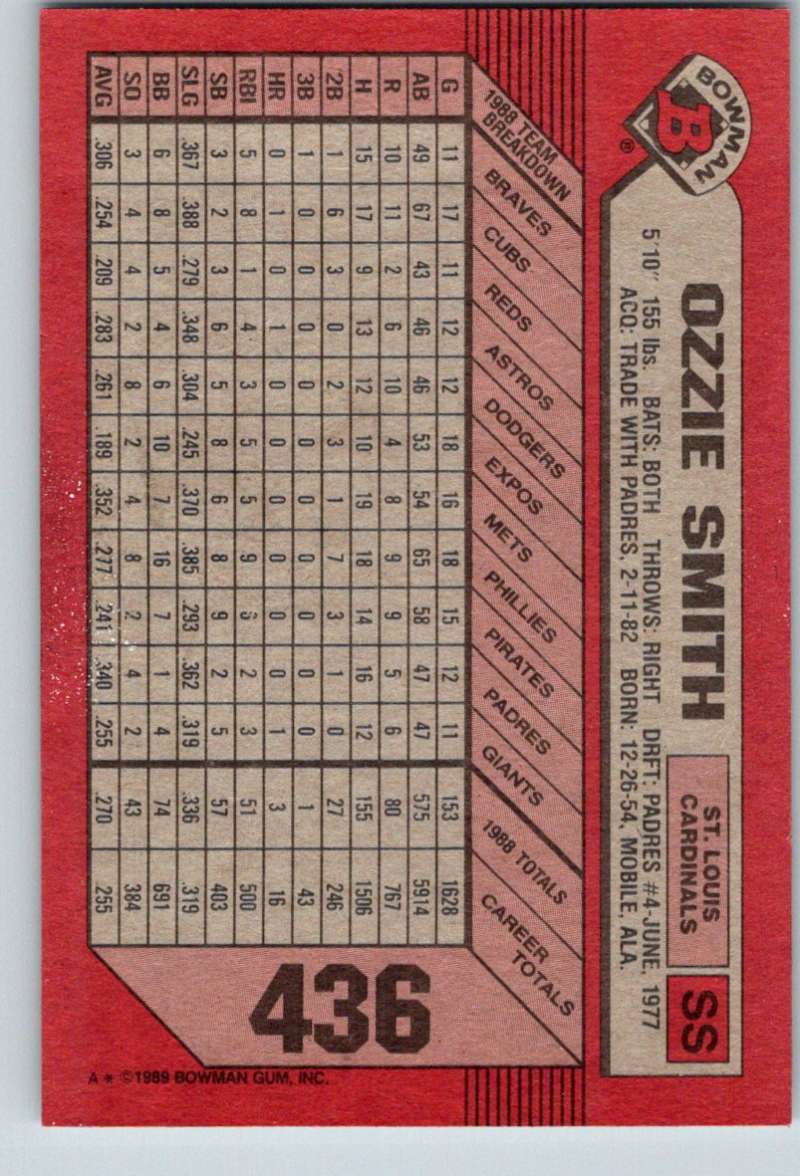 BOWMAN
B
®
OZZIE SMITH
ST. LOUIS
CARDINALS
SS
5'10" 155 lbs. BATS: BOTH THROWS: RIGHT DRFT: PADRES #4-JUNE, 1977
ACQ: TRADE WITH PADRES, 2-11-82 BORN: 12-26-54, MOBILE, ALA.
1988 TEAM
BREAKDOWN
BRAVES
CUBS
REDS
ASTROS
DODGERS
EXPOS
METS
PHILLIES
PIRATES
PADRES
GIANTS
1988 TOTALS
CAREER
TOTALS
G 11 17 11 12 12 18 16 18 15 12 11 153 1628
AB 49 67 43 46 46 53 54 65 58 47 47 575 5914
R 10 11 2 6 10 4 8 9 9 5 6 80 767
H 15 17 9 13 12 10 19 18 14 16 12 155 1506
2B 1 6 3 0 2 3 1 7 3 1 0 27 246
3B 1 0 0 0 0 0 0 0 0 0 0 1 43
HR 0 1 0 1 0 0 0 0 0 0 1 3 16
RBI 5 8 1 4 3 5 5 9 6 2 3 51 500
SB 3 2 3 6 5 8 6 8 9 2 5 57 403
SLG .367 .388 .279 .348 .304 .245 .370 .385 .293 .362 .319 .336 .319
BB 6 8 5 4 6 10 7 16 7 1 4 74 691
SO 3 4 4 2 8 2 4 8 2 4 2 43 384
AVG .306 .254 .209 .283 .261 .189 .352 .277 .241 .340 .255 .270 .255
436
A * ©1989 BOWMAN GUM, INC.